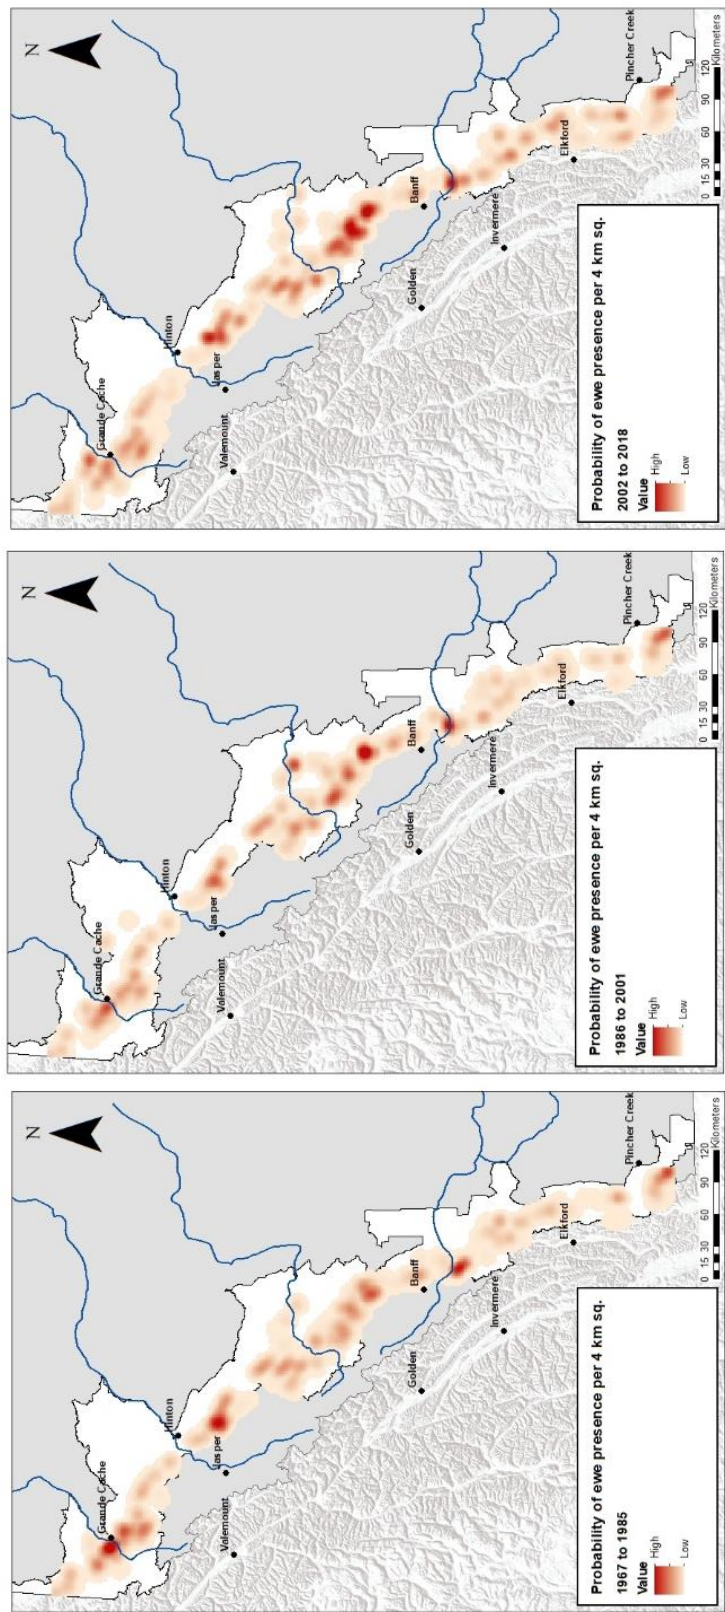 N
Grande Cache
Hinton
Jasper
Valemount
Banff
Golden
Invermere
Elkford
Probability of ewe presence per 4 km sq.
1967 to 1985
Pincher Creek
Value
High
Low
0 15 30 60 90 120
Kilometers
N
Grande Cache
Hinton
Jasper
Valemount
Banff
Golden
Invermere
Elkford
Probability of ewe presence per 4 km sq.
1986 to 2001
Pincher Creek
Value
High
Low
0 15 30 60 90 120
Kilometers
N
Grande Cache
Hinton
Jasper
Valemount
Banff
Golden
Invermere
Elkford
Probability of ewe presence per 4 km sq.
2002 to 2018
Pincher Creek
Value
High
Low
0 15 30 60 90 120
Kilometers